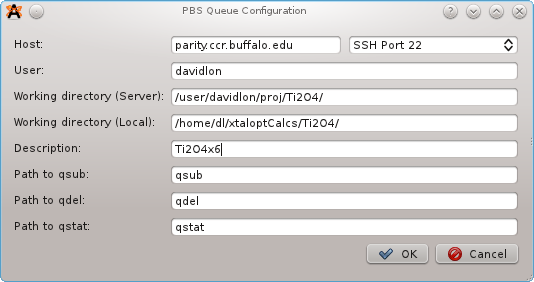 PBS Queue Configuration
Host: parity.ccr.buffalo.edu SSH Port 22
User: davidlon
Working directory (Server): /user/davidlon/proj/Ti2O4/
Working directory (Local): /home/dl/xtaloptCalcs/Ti2O4/
Description: Ti2O4x6
Path to qsub: qsub
Path to qdel: qdel
Path to qstat: qstat
OK Cancel